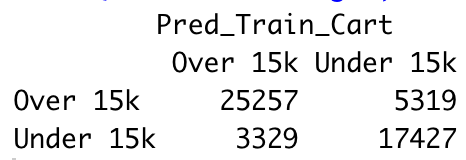 Pred_Train_Cart
Over 15k Under 15k
Over 15k 25257 5319
Under 15k 3329 17427